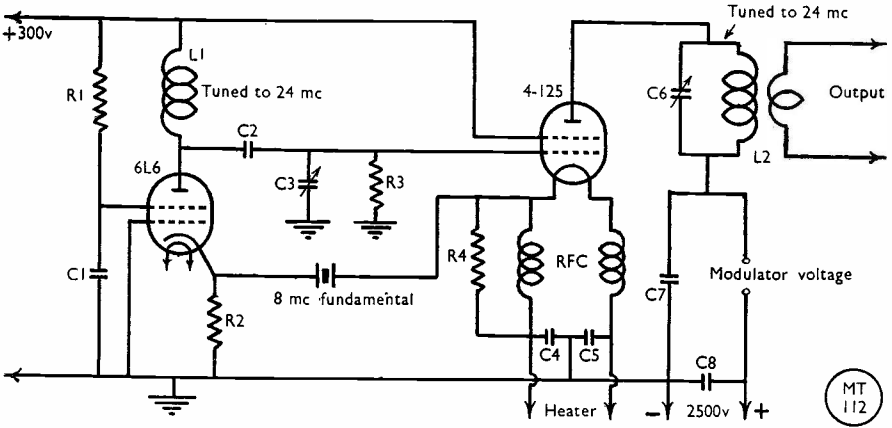 Tuned to 24 mc
+300v
L1
4-125
R1
Tuned to 24 mc
C6
Output
C2
6L6
L2
C3
R3
R4
RFC
C1
8 mc fundamental
Modulator voltage
C7
R2
C4
C5
C8
Heater
- 2500v +
MT
112